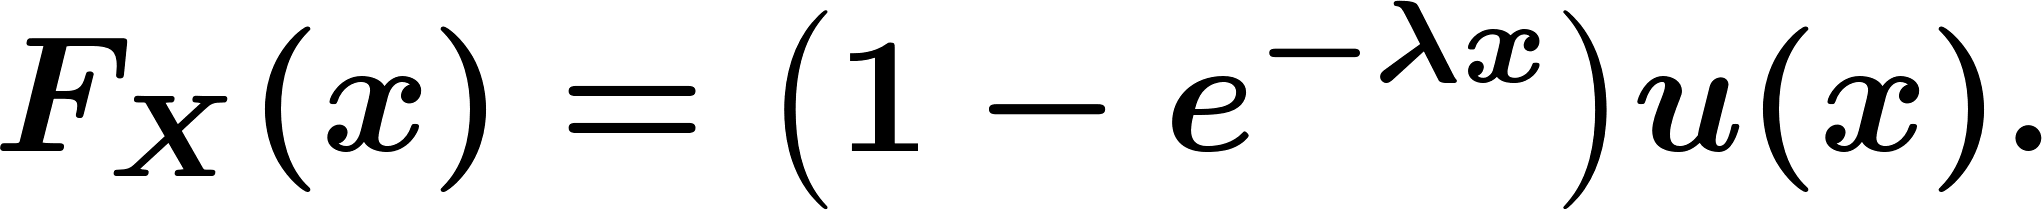 F_X(x) = (1 − e^{−λx}) u(x).